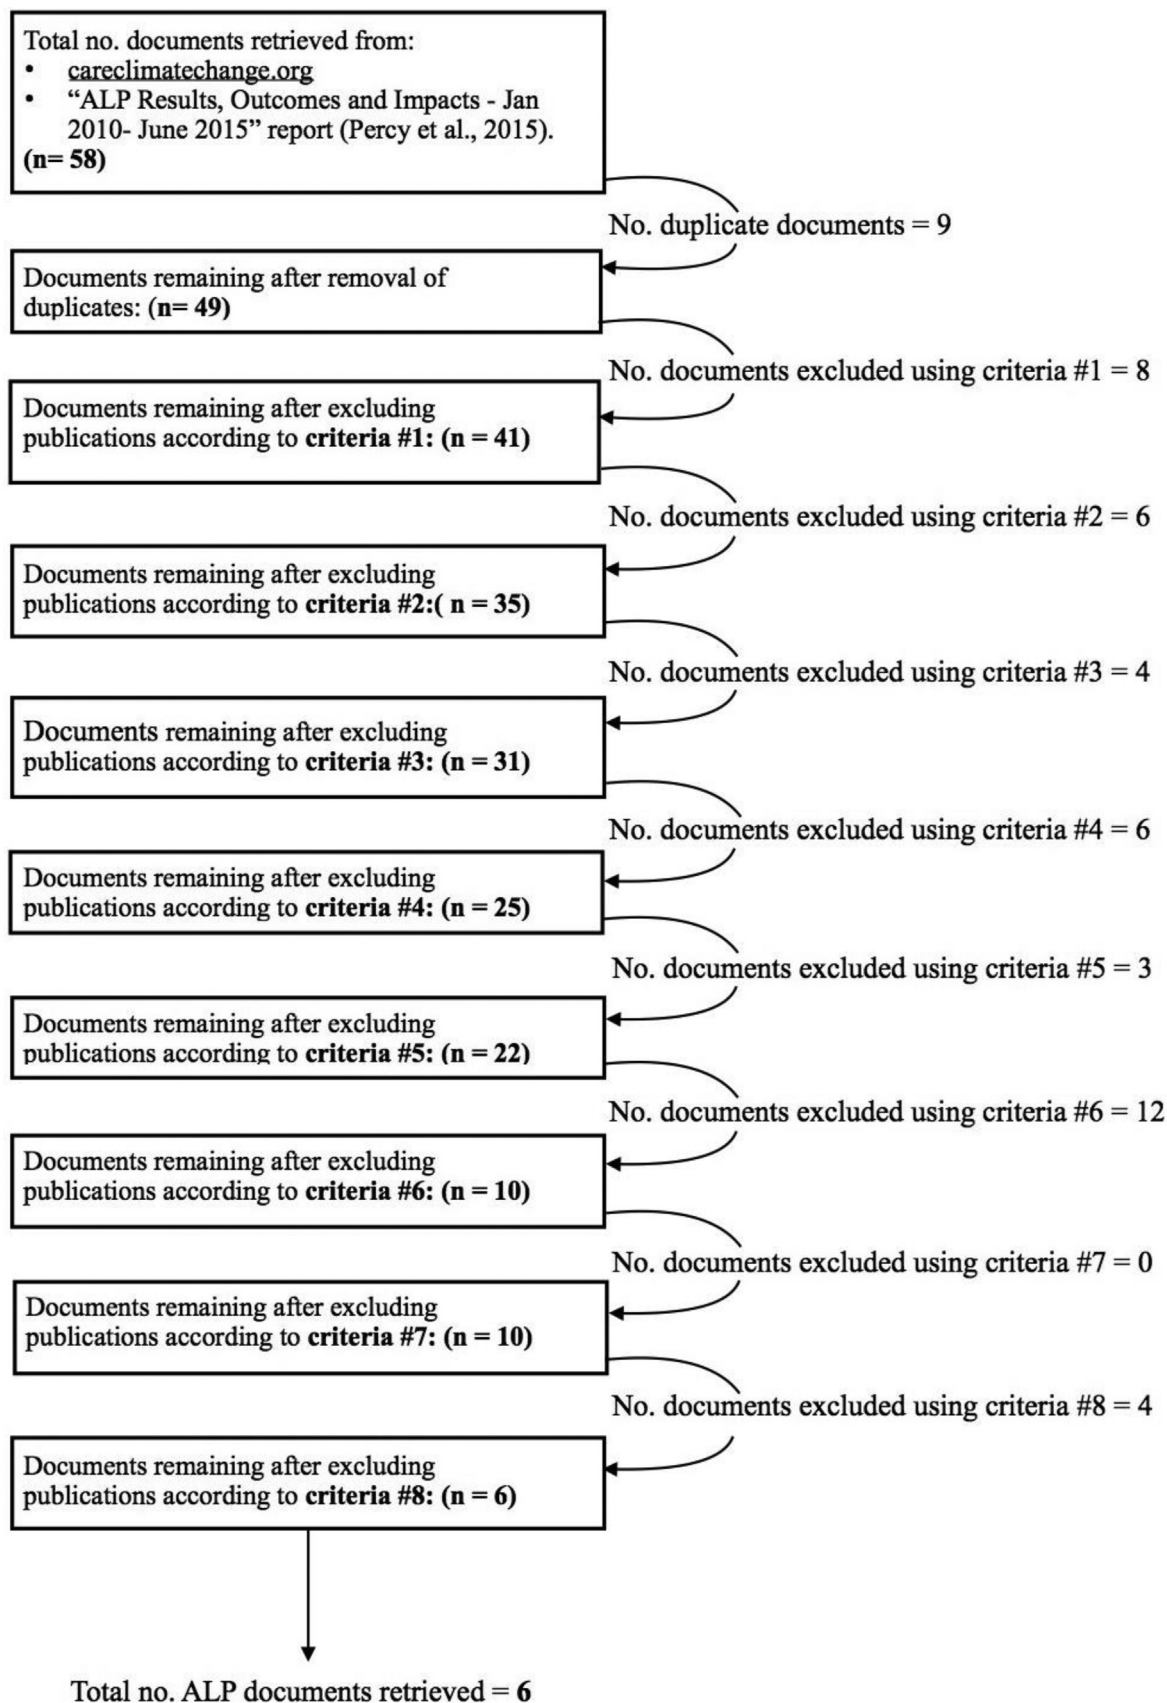 Total no. documents retrieved from:
• careclimatechange.org
• “ALP Results, Outcomes and Impacts - Jan
2010- June 2015” report (Percy et al., 2015).
(n= 58)
No. duplicate documents = 9
Documents remaining after removal of
duplicates: (n= 49)
No. documents excluded using criteria #1 = 8
Documents remaining after excluding
publications according to criteria #1: (n = 41)
No. documents excluded using criteria #2 = 6
Documents remaining after excluding
publications according to criteria #2:( n = 35)
No. documents excluded using criteria #3 = 4
Documents remaining after excluding
publications according to criteria #3: (n = 31)
No. documents excluded using criteria #4 = 6
Documents remaining after excluding
publications according to criteria #4: (n = 25)
No. documents excluded using criteria #5 = 3
Documents remaining after excluding
publications according to criteria #5: (n = 22)
No. documents excluded using criteria #6 = 12
Documents remaining after excluding
publications according to criteria #6: (n = 10)
No. documents excluded using criteria #7 = 0
Documents remaining after excluding
publications according to criteria #7: (n = 10)
No. documents excluded using criteria #8 = 4
Documents remaining after excluding
publications according to criteria #8: (n = 6)
Total no. ALP documents retrieved = 6